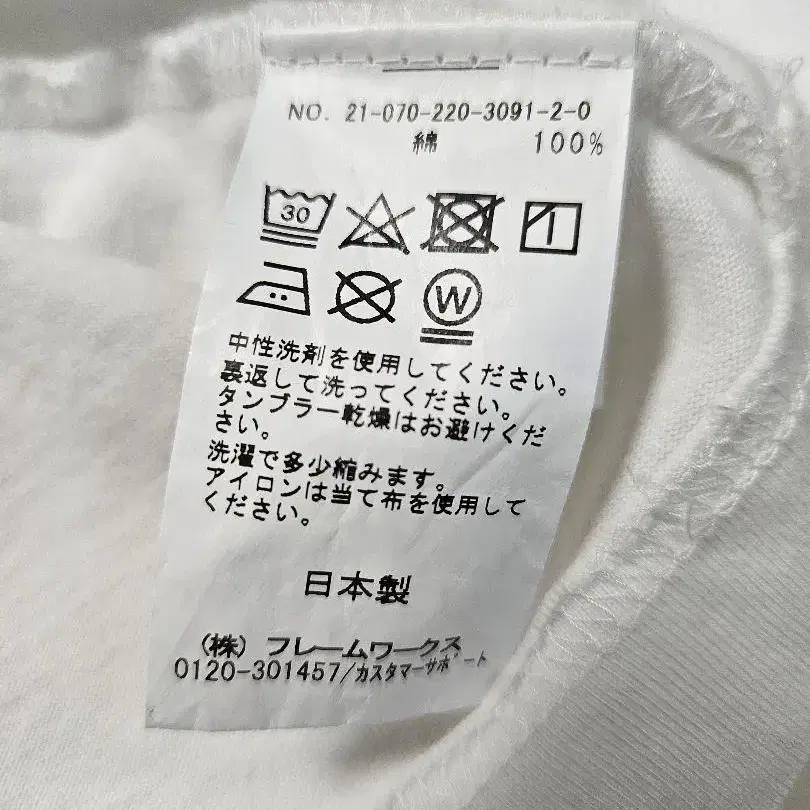 NO. 21-070-220-3091-2-0
綿 100%
30
W
中性洗剤を使用してください。
裏返して洗ってください。
タンブラー乾燥はお避けくだ
さい。
洗濯で多少縮みます。
アイロンは当て布を使用して
ください。
日本製
(株) フレームワークス
0120-301457/カスタマーサポート